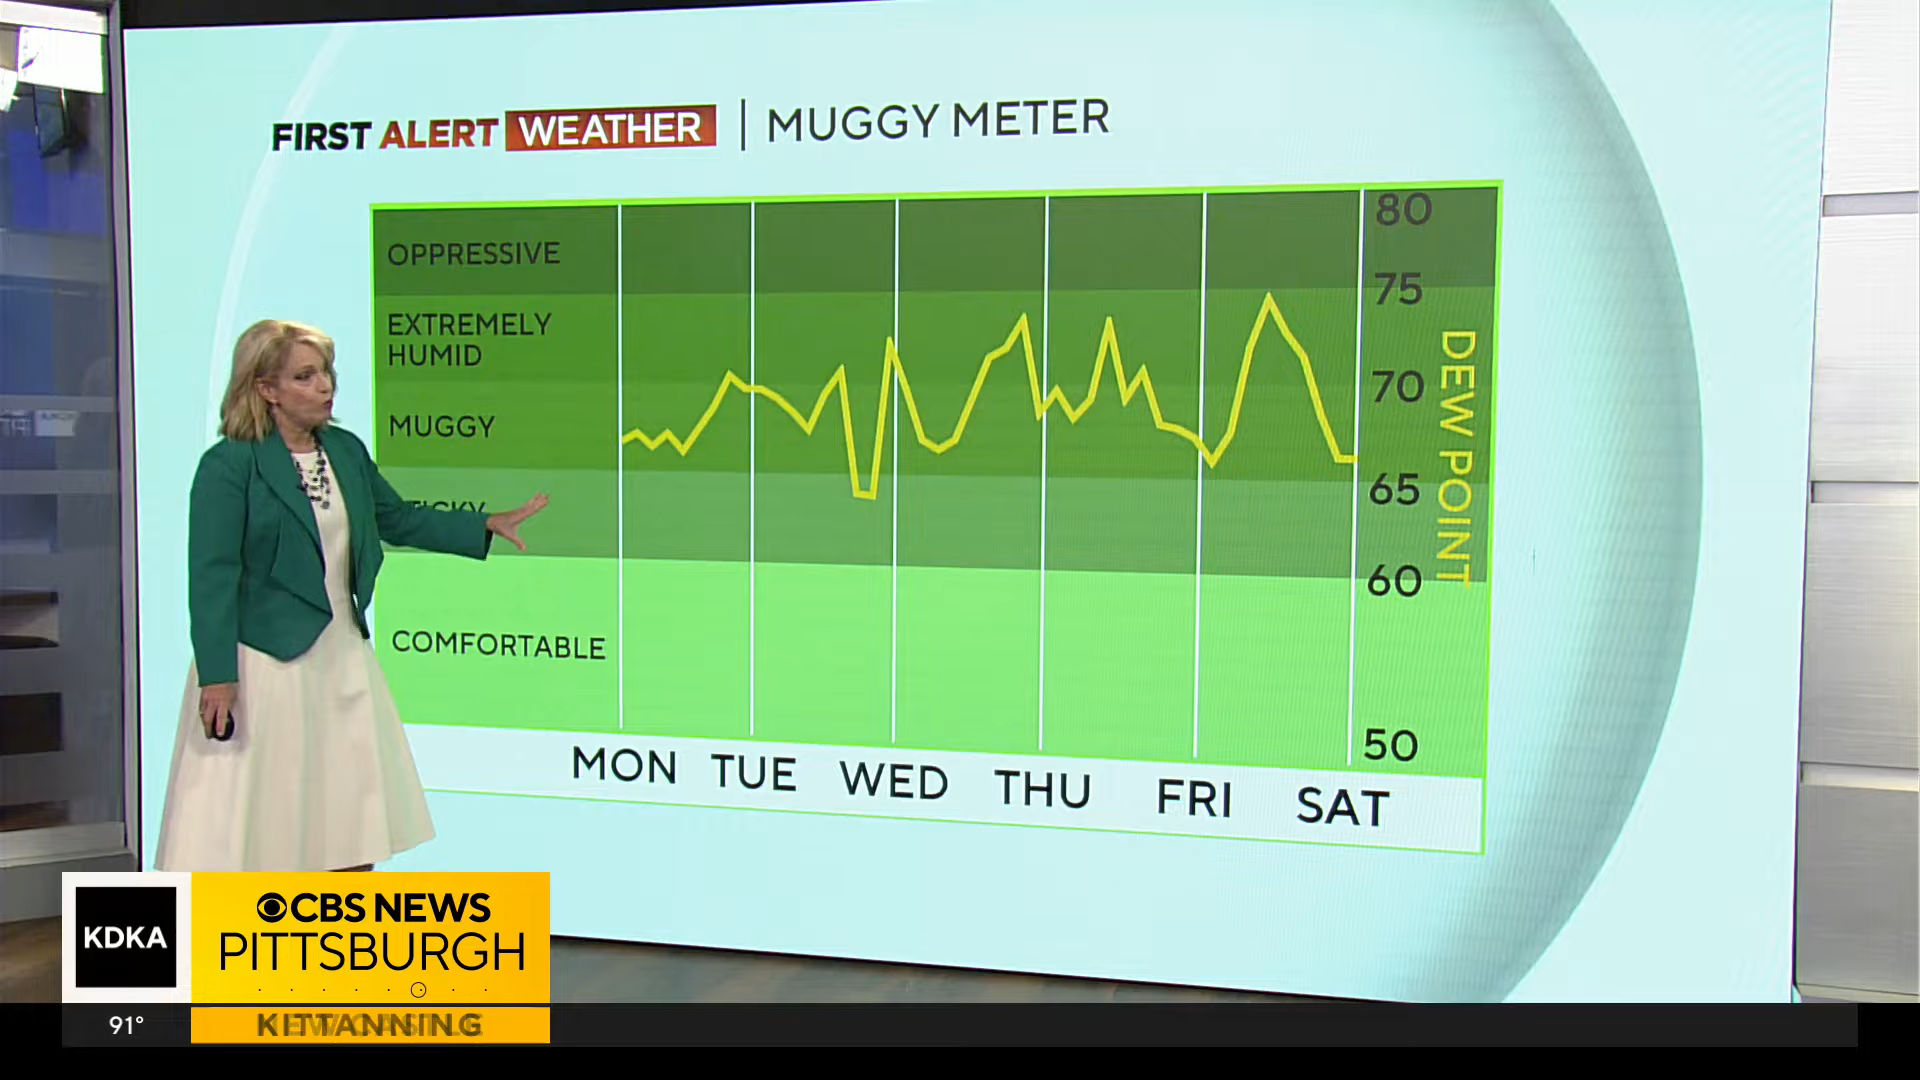 FIRST ALERT WEATHER | MUGGY METER
OPPRESSIVE
EXTREMELY
HUMID
MUGGY
COMFORTABLE
80
75
70
65
60
50
DEW POINT
MON TUE WED THU FRI SAT
KDKA
CBS NEWS
PITTSBURGH
91°